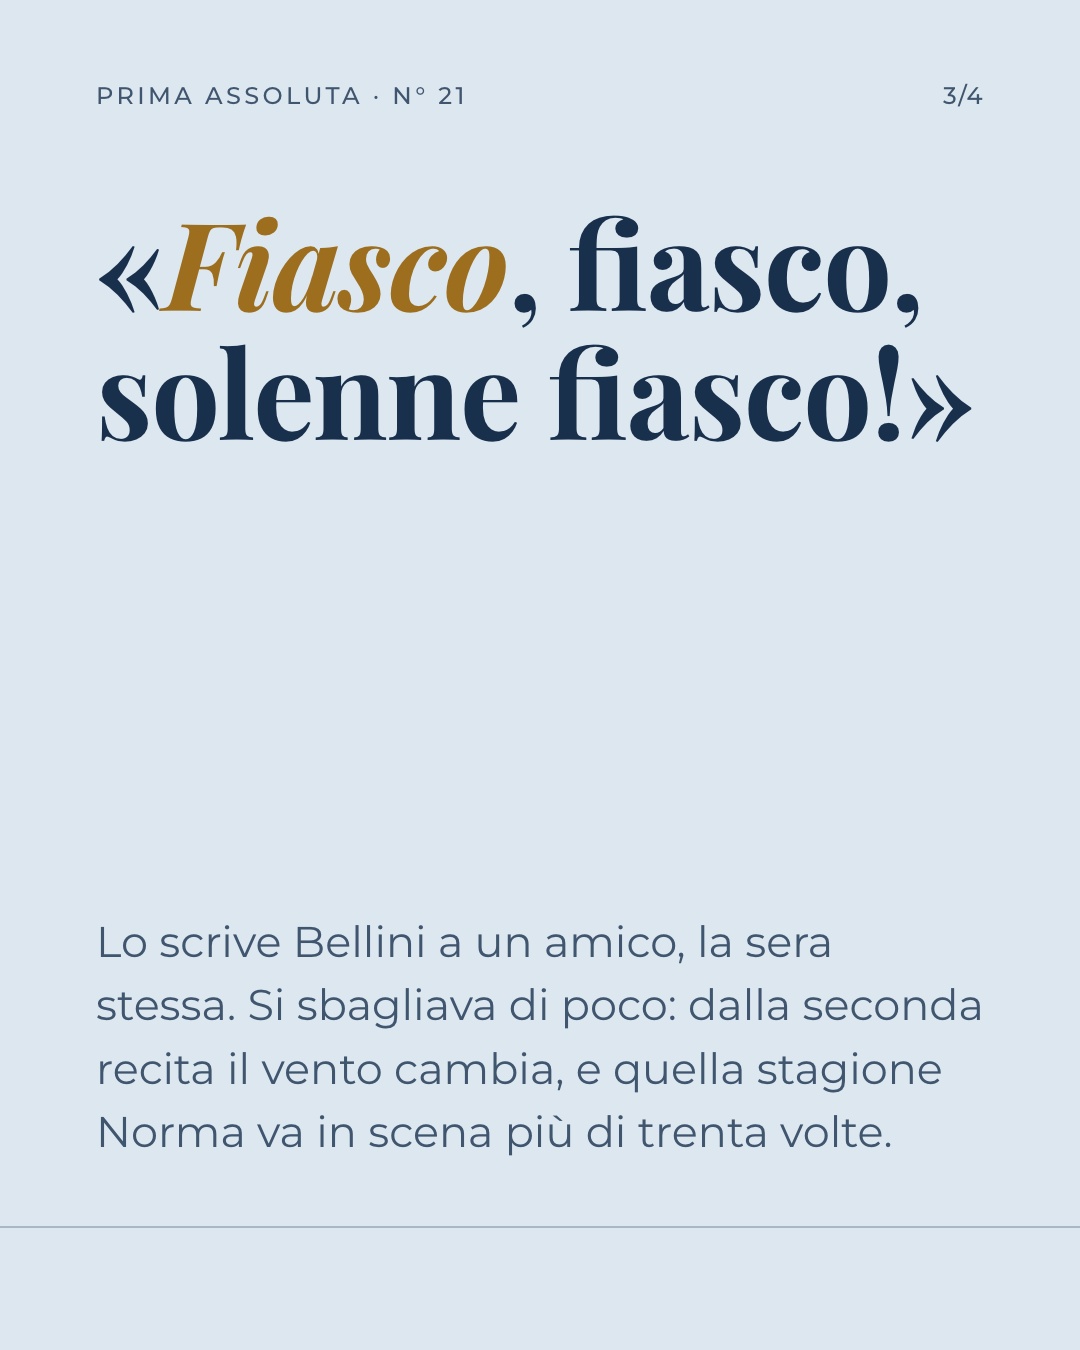 PRIMA ASSOLUTA · N° 21
3/4
«Fiasco, fiasco,
solenne fiasco!»
Lo scrive Bellini a un amico, la sera
stessa. Si sbagliava di poco: dalla seconda
recita il vento cambia, e quella stagione
Norma va in scena più di trenta volte.